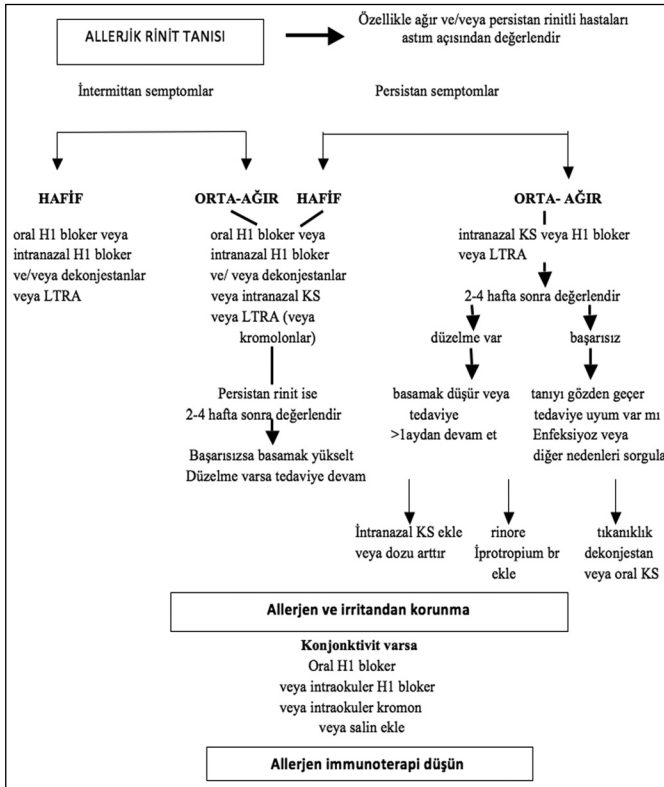 ALLERJİK RİNİT TANISI
Özellikle ağır ve/veya persistan rinitli hastaları
astım açısından değerlendir
İntermittan semptomlar
Persistan semptomlar
HAFİF
oral H1 bloker veya
intranazal H1 bloker
ve/veya dekonjestanlar
veya LTRA
ORTA-AĞIR
HAFİF
oral H1 bloker veya
intranazal H1 bloker
ve/ veya dekonjestanlar
veya intranazal KS
veya LTRA (veya
kromolonlar)
Persistan rinit ise
2-4 hafta sonra değerlendir
Başarısızsa basamak yükselt
Düzelme varsa tedaviye devam
ORTA- AĞIR
intranazal KS veya H1 bloker
veya LTRA
2-4 hafta sonra değerlendir
düzelme var
basamak düşür veya
tedaviye
>1aydan devam et
başarısız
tanıyı gözden geçer
tedaviye uyum var mı
Enfeksiyoz veya
diğer nedenleri sorgula
İntranazal KS ekle
veya dozu arttır
rinore
İprotropium br
ekle
tıkanıklık
dekonjestan
veya oral KS
Allerjen ve irritandan korunma
Konjonktivit varsa
Oral H1 bloker
veya intraokuler H1 bloker
veya intraokuler kromon
veya salin ekle
Allerjen immunoterapi düşün